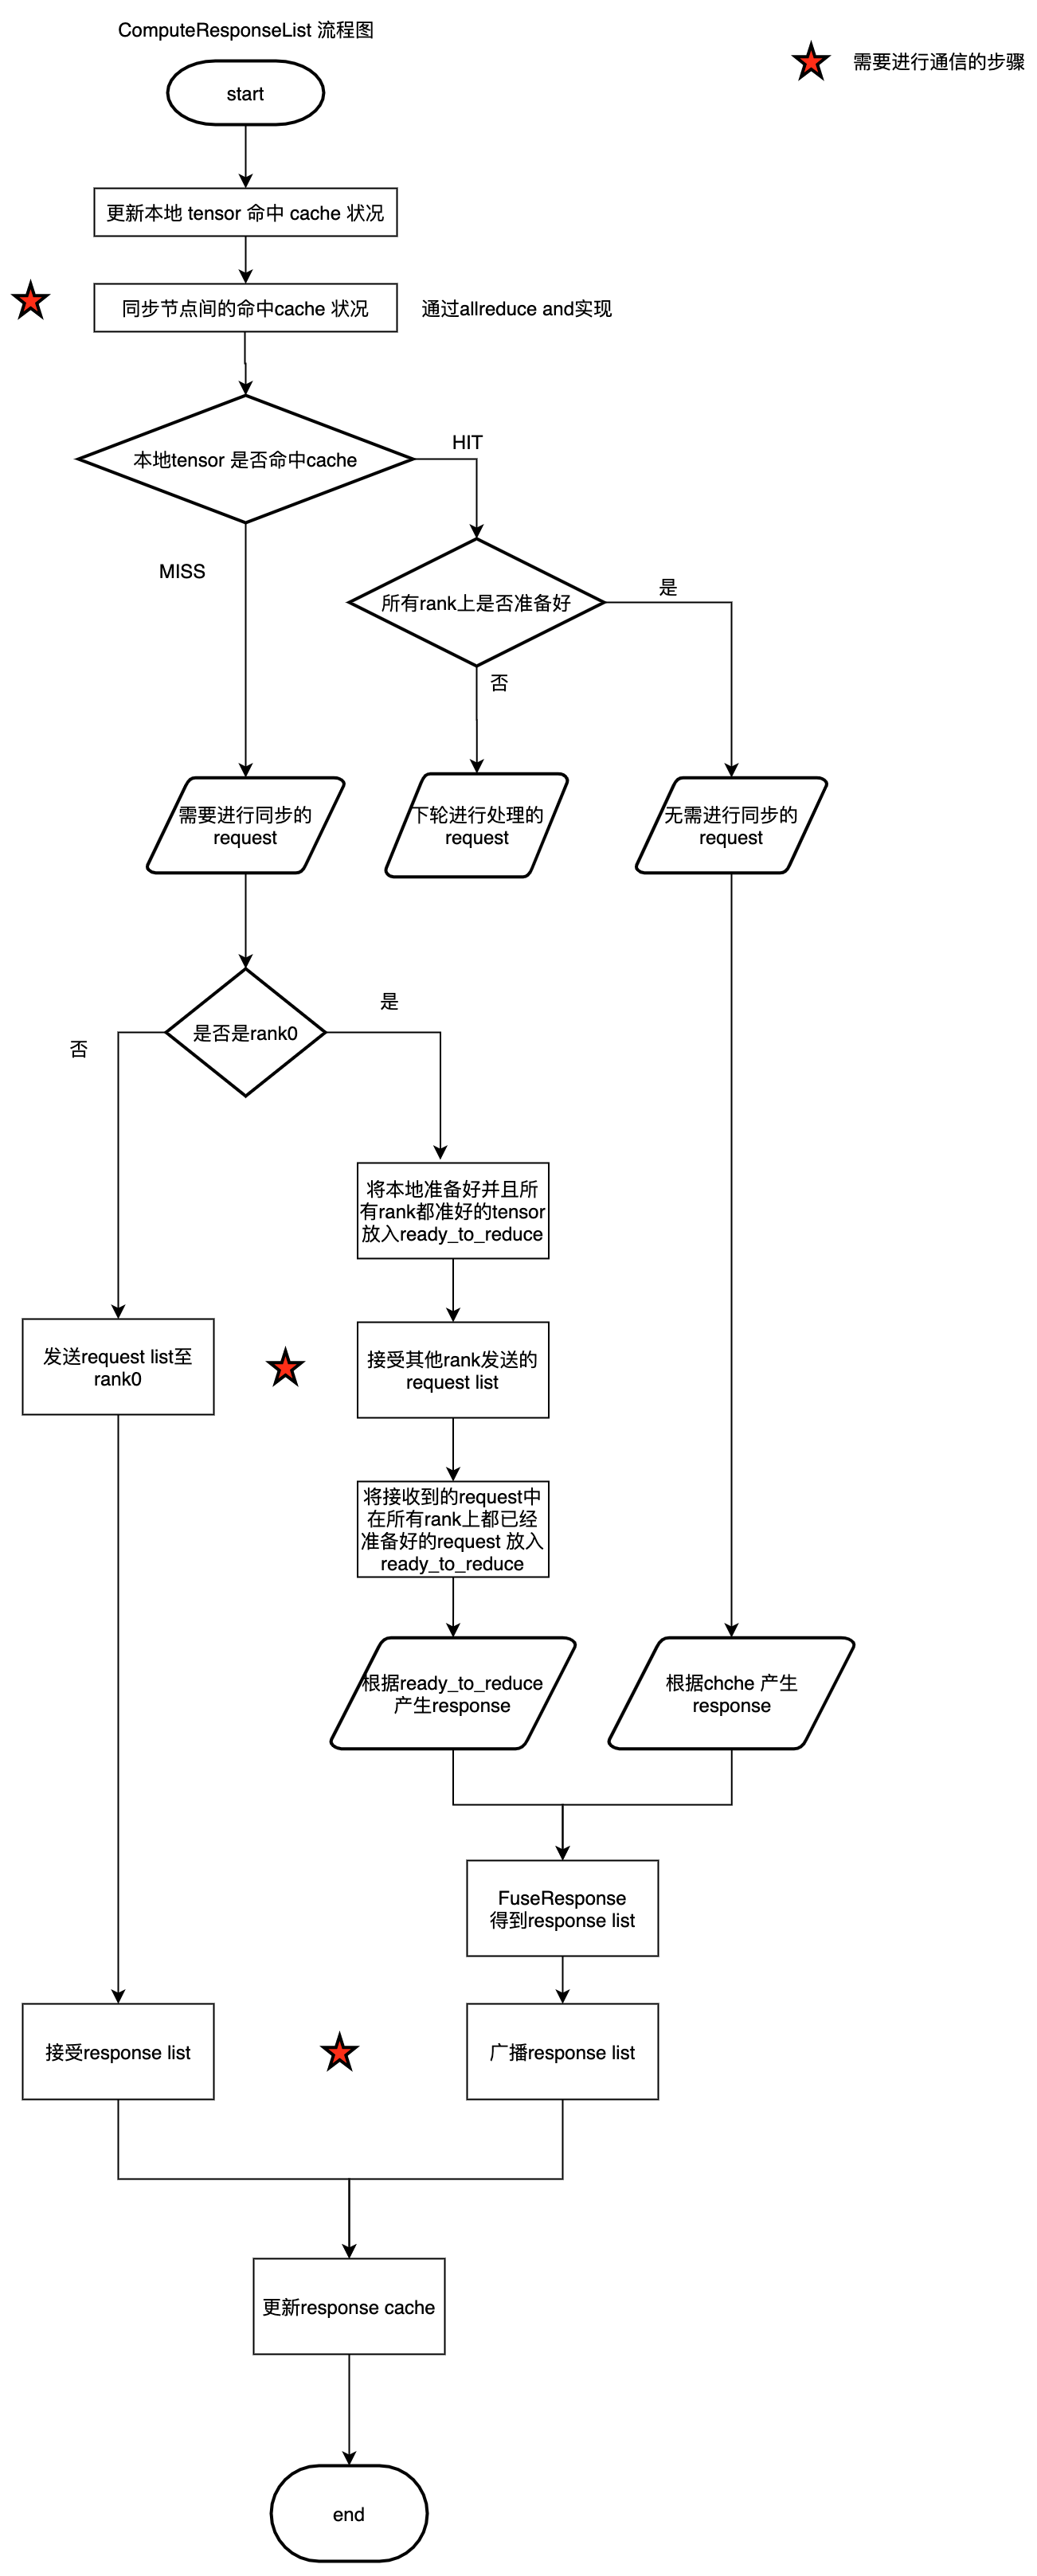 ComputeResponseList 流程图
需要进行通信的步骤
start
更新本地 tensor 命中 cache 状况
同步节点间的命中cache 状况
通过allreduce and实现
本地tensor 是否命中cache
HIT
MISS
所有rank上是否准备好
是
否
需要进行同步的
request
下轮进行处理的
request
无需进行同步的
request
是否是rank0
是
否
将本地准备好并且所
有rank都准好的tensor
放入ready_to_reduce
发送request list至
rank0
接受其他rank发送的
request list
将接收到的request中
在所有rank上都已经
准备好的request 放入
ready_to_reduce
根据ready_to_reduce
产生response
根据chche 产生
response
FuseResponse
得到response list
接受response list
广播response list
更新response cache
end